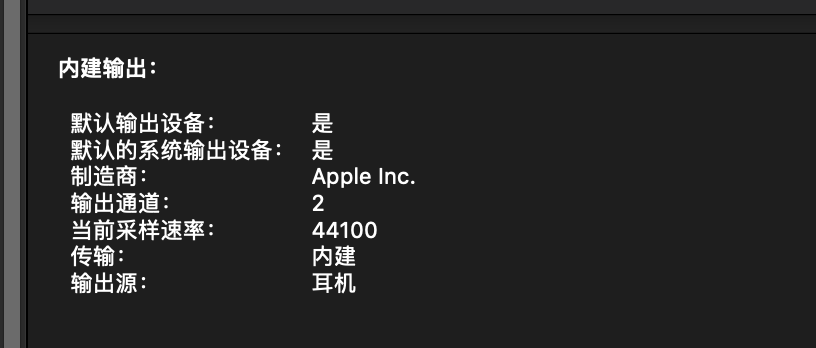 内建输出：
默认输出设备： 是
默认的系统输出设备： 是
制造商： Apple Inc.
输出通道： 2
当前采样速率： 44100
传输： 内建
输出源： 耳机